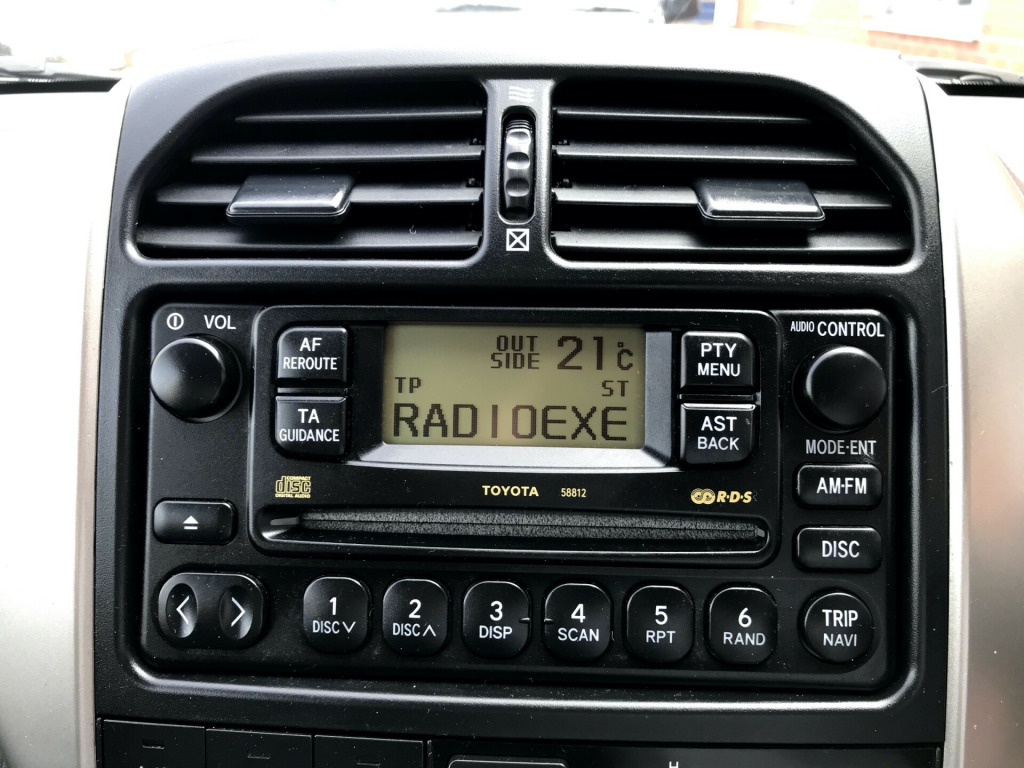 VOL
AF
REROUTE
TA
GUIDANCE
OUT SIDE 21°C
TP ST
RADIOEXE
PTY
MENU
AST
BACK
AUDIO CONTROL
MODE·ENT
AM·FM
DISC
COMPACT
disc
DIGITAL AUDIO
TOYOTA 58812
R·D·S
1
DISC ∨
2
DISC ∧
3
DISP
4
SCAN
5
RPT
6
RAND
TRIP
NAVI